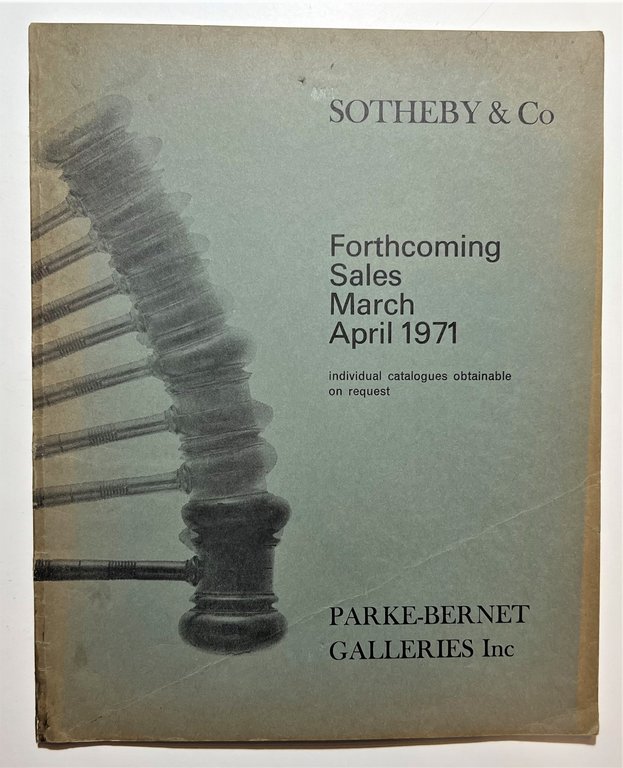 SOTHEBY & Co
Forthcoming
Sales
March
April 1971
individual catalogues obtainable
on request
PARKE-BERNET
GALLERIES Inc